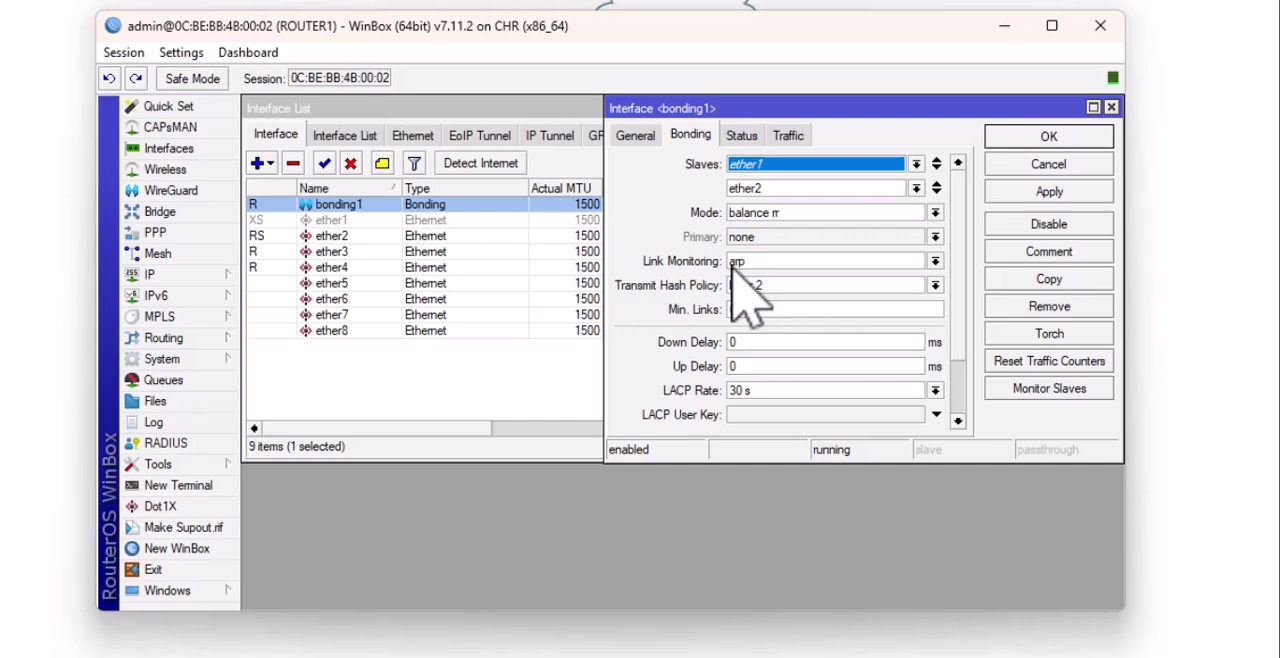 admin@0C:BE:BB:4B:00:02 (ROUTER1) - WinBox (64bit) v7.11.2 on CHR (x86_64)
Session Settings Dashboard
Safe Mode Session: 0C:BE:BB:4B:00:02
Quick Set
CAPsMAN
Interfaces
Wireless
WireGuard
Bridge
PPP
Mesh
IP
IPv6
MPLS
Routing
System
Queues
Files
Log
RADIUS
Tools
New Terminal
Dot1X
Make Supout.rif
New WinBox
Exit
Windows
RouterOS WinBox
Interface List
Interface Interface List Ethernet EoIP Tunnel IP Tunnel GR
Detect Internet
Name Type Actual MTU
R bonding1 Bonding 1500
XS ether1 Ethernet 1500
RS ether2 Ethernet 1500
R ether3 Ethernet 1500
R ether4 Ethernet 1500
ether5 Ethernet 1500
ether6 Ethernet 1500
ether7 Ethernet 1500
ether8 Ethernet 1500
9 items (1 selected)
Interface <bonding1>
General Bonding Status Traffic
Slaves: ether1
ether2
Mode: balance rr
Primary: none
Link Monitoring: arp
Transmit Hash Policy: 2
Min. Links:
Down Delay: 0 ms
Up Delay: 0 ms
LACP Rate: 30 s
LACP User Key:
OK
Cancel
Apply
Disable
Comment
Copy
Remove
Torch
Reset Traffic Counters
Monitor Slaves
enabled running slave passthrough